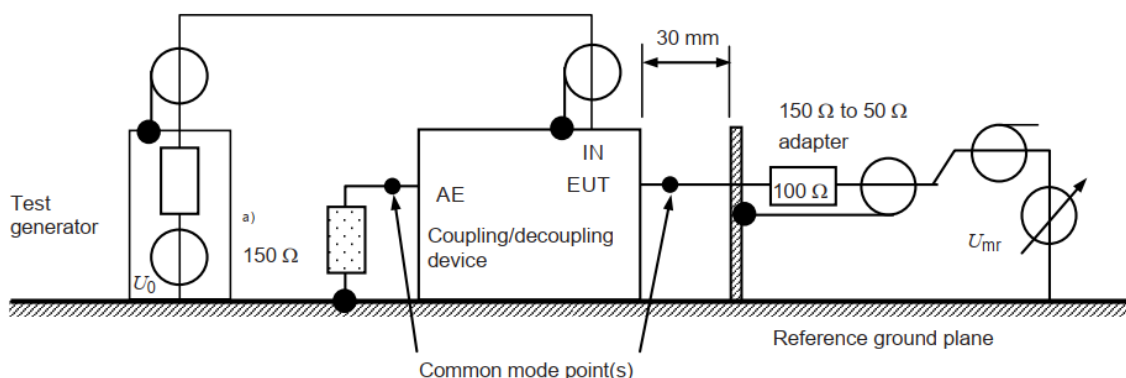 30 mm
150 Ω to 50 Ω
adapter
IN
EUT
100 Ω
AE
Test
generator
a)
150 Ω
Coupling/decoupling
device
U0
Umr
Reference ground plane
Common mode point(s)